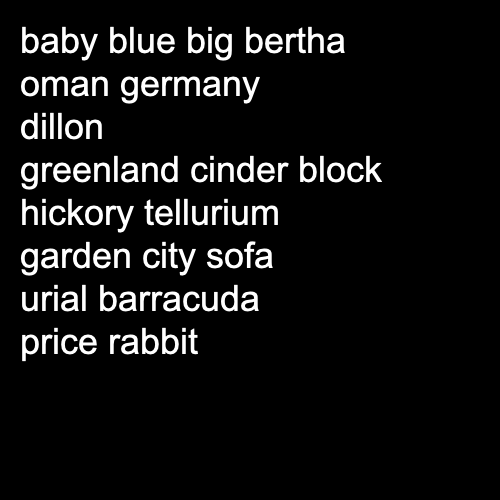 baby blue big bertha
oman germany
dillon
greenland cinder block
hickory tellurium
garden city sofa
urial barracuda
price rabbit